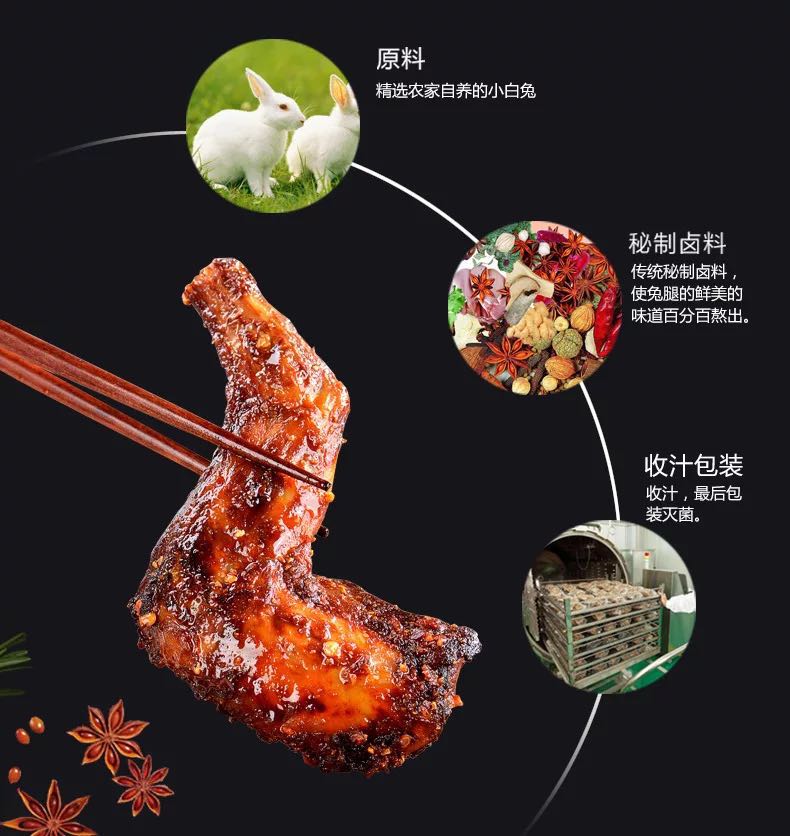 原料
精选农家自养的小白兔
秘制卤料
传统秘制卤料，
使兔腿的鲜美的
味道百分百熬出。
收汁包装
收汁，最后包
装灭菌。